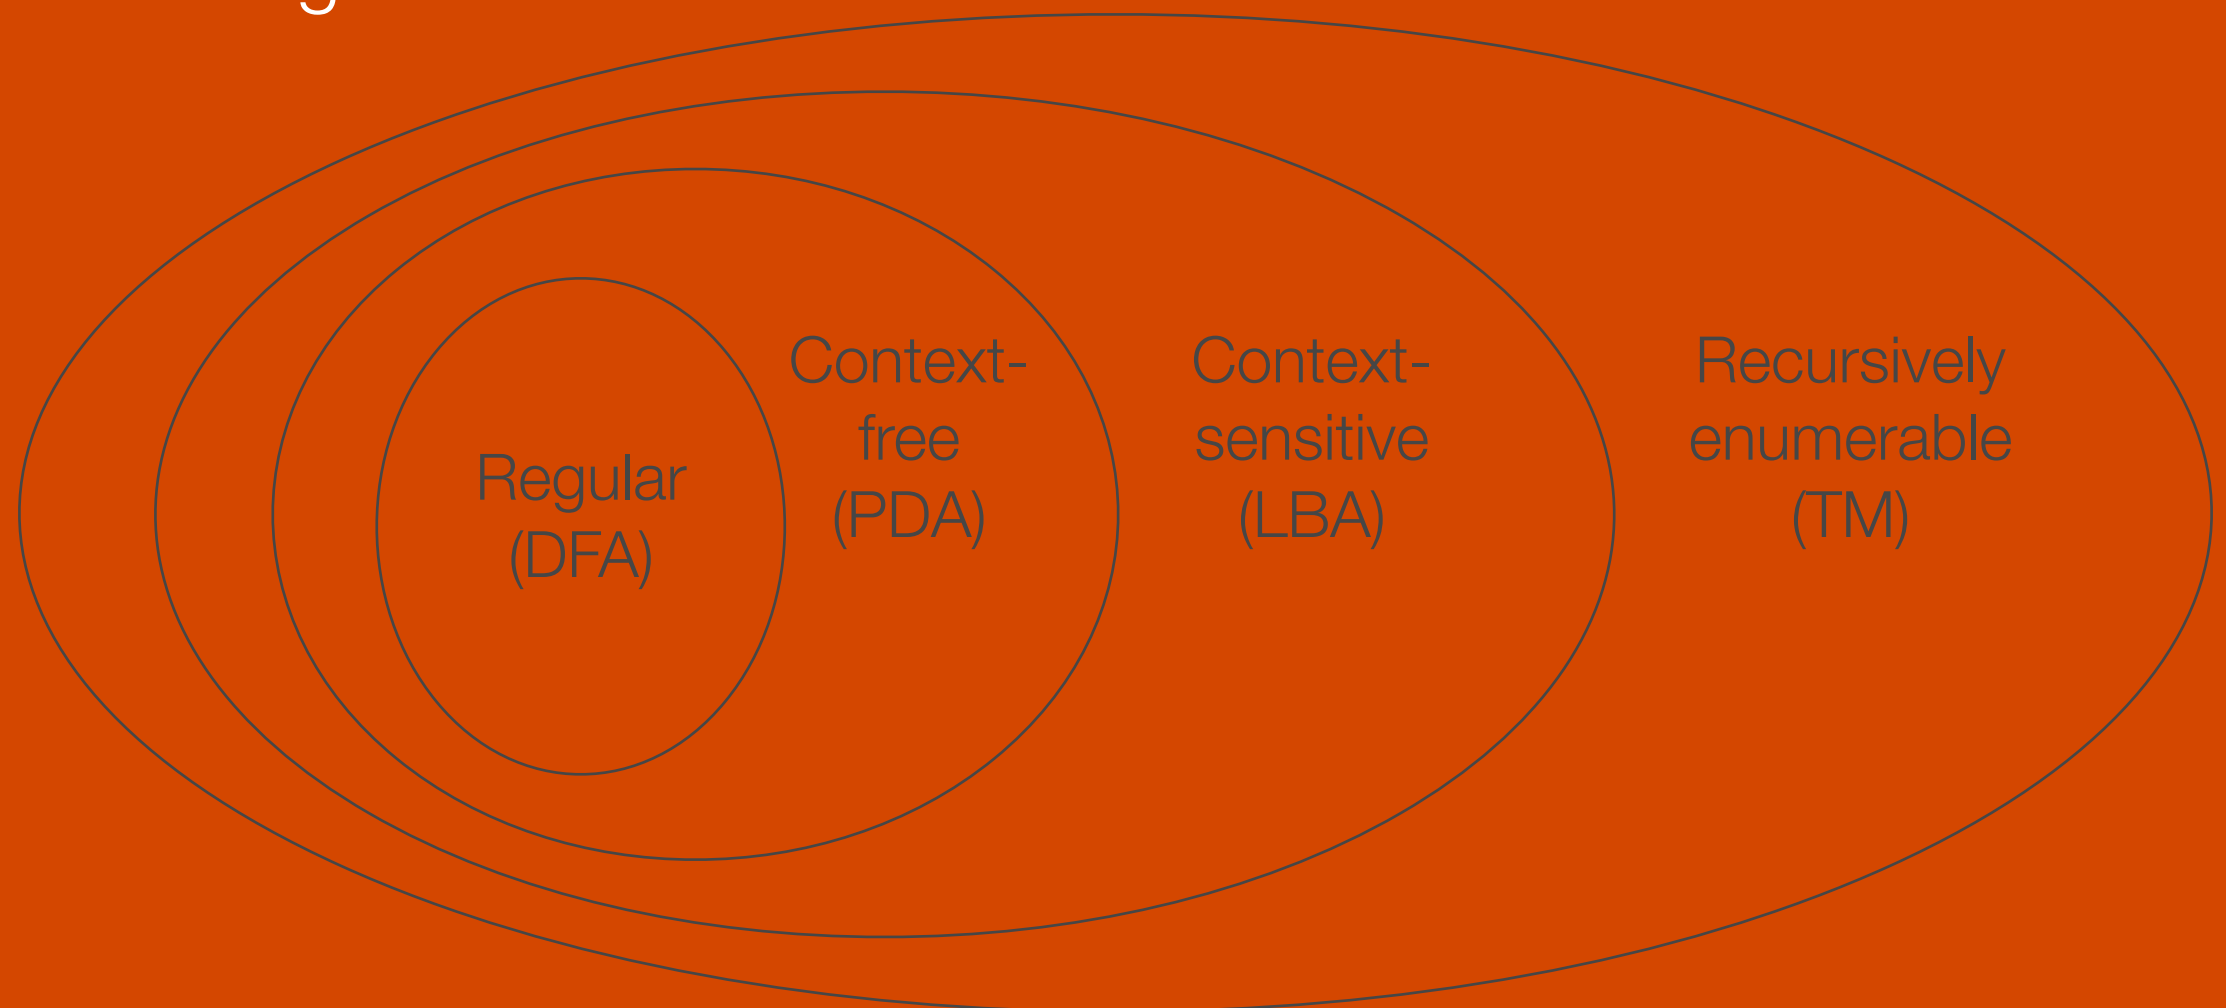 Regular
(DFA)
Context-
free
(PDA)
Context-
sensitive
(LBA)
Recursively
enumerable
(TM)